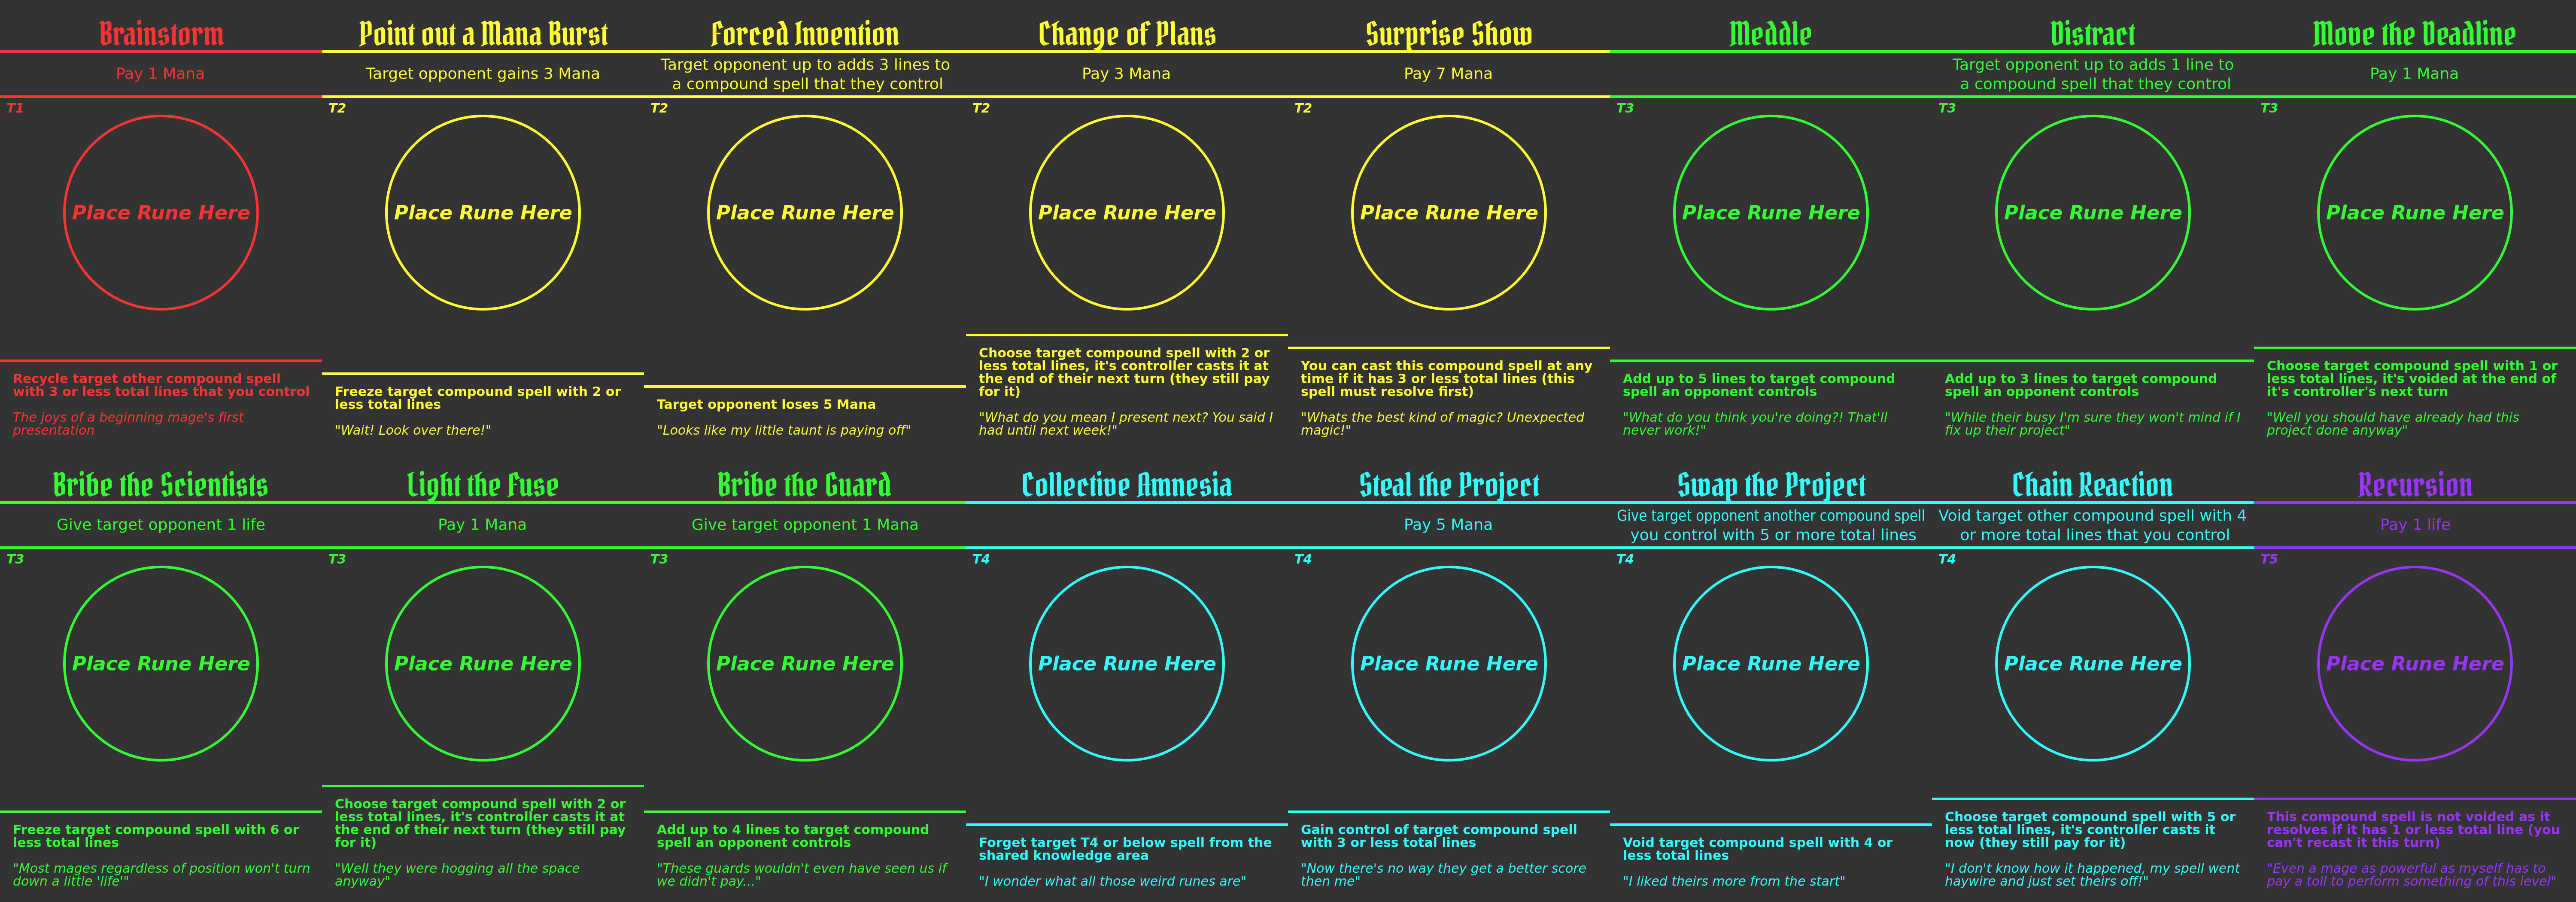 Brainstorm
Pay 1 Mana
T1
Place Rune Here
Recycle target other compound spell
with 3 or less total lines that you control
The joys of a beginning mage's first
presentation
Point out a Mana Burst
Target opponent gains 3 Mana
T2
Place Rune Here
Freeze target compound spell with 2 or
less total lines
"Wait! Look over there!"
Forced Invention
Target opponent up to adds 3 lines to
a compound spell that they control
T2
Place Rune Here
Target opponent loses 5 Mana
"Looks like my little taunt is paying off"
Change of Plans
Pay 3 Mana
T2
Place Rune Here
Choose target compound spell with 2 or
less total lines, it's controller casts it at
the end of their next turn (they still pay
for it)
"What do you mean I present next? You said I
had until next week!"
Surprise Show
Pay 7 Mana
T2
Place Rune Here
You can cast this compound spell at any
time if it has 3 or less total lines (this
spell must resolve first)
"Whats the best kind of magic? Unexpected
magic!"
Meddle
T3
Place Rune Here
Add up to 5 lines to target compound
spell an opponent controls
"What do you think you're doing?! That'll
never work!"
Distract
Target opponent up to adds 1 line to
a compound spell that they control
T3
Place Rune Here
Add up to 3 lines to target compound
spell an opponent controls
"While their busy I'm sure they won't mind if I
fix up their project"
Move the Deadline
Pay 1 Mana
T3
Place Rune Here
Choose target compound spell with 1 or
less total lines, it's voided at the end of
it's controller's next turn
"Well you should have already had this
project done anyway"
Bribe the Scientists
Give target opponent 1 life
T3
Place Rune Here
Freeze target compound spell with 6 or
less total lines
"Most mages regardless of position won't turn
down a little 'life'"
Light the Fuse
Pay 1 Mana
T3
Place Rune Here
Choose target compound spell with 2 or
less total lines, it's controller casts it at
the end of their next turn (they still pay
for it)
"Well they were hogging all the space
anyway"
Bribe the Guard
Give target opponent 1 Mana
T3
Place Rune Here
Add up to 4 lines to target compound
spell an opponent controls
"These guards wouldn't even have seen us if
we didn't pay..."
Collective Amnesia
T4
Place Rune Here
Forget target T4 or below spell from the
shared knowledge area
"I wonder what all those weird runes are"
Steal the Project
Pay 5 Mana
T4
Place Rune Here
Gain control of target compound spell
with 3 or less total lines
"Now there's no way they get a better score
then me"
Swap the Project
Give target opponent another compound spell
you control with 5 or more total lines
T4
Place Rune Here
Void target compound spell with 4 or
less total lines
"I liked theirs more from the start"
Chain Reaction
Void target other compound spell with 4
or more total lines that you control
T4
Place Rune Here
Choose target compound spell with 5 or
less total lines, it's controller casts it
now (they still pay for it)
"I don't know how it happened, my spell went
haywire and just set theirs off!"
Recursion
Pay 1 life
T5
Place Rune Here
This compound spell is not voided as it
resolves if it has 1 or less total line (you
can't recast it this turn)
"Even a mage as powerful as myself has to
pay a toll to perform something of this level"